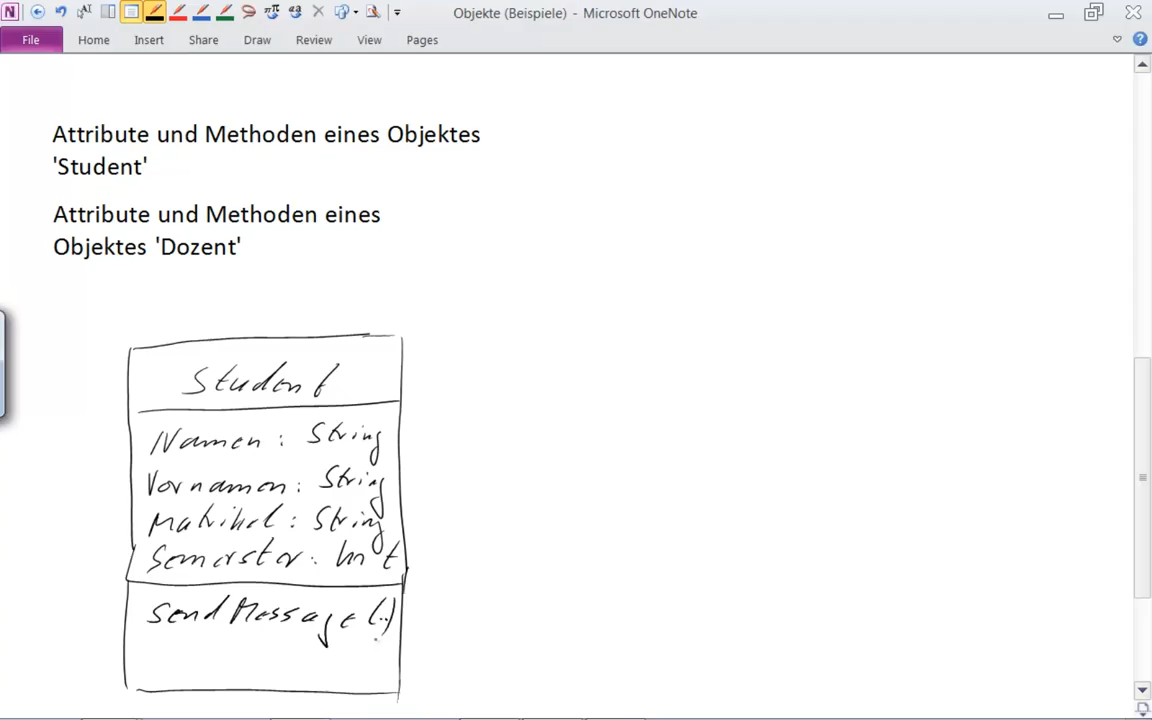 Objekte (Beispiele) - Microsoft OneNote
File Home Insert Share Draw Review View Pages
Attribute und Methoden eines Objektes
'Student'
Attribute und Methoden eines
Objektes 'Dozent'
Student
Namen : String
Vornamen : String
Matrikel : String
Semester : Int
sendMessage (..)